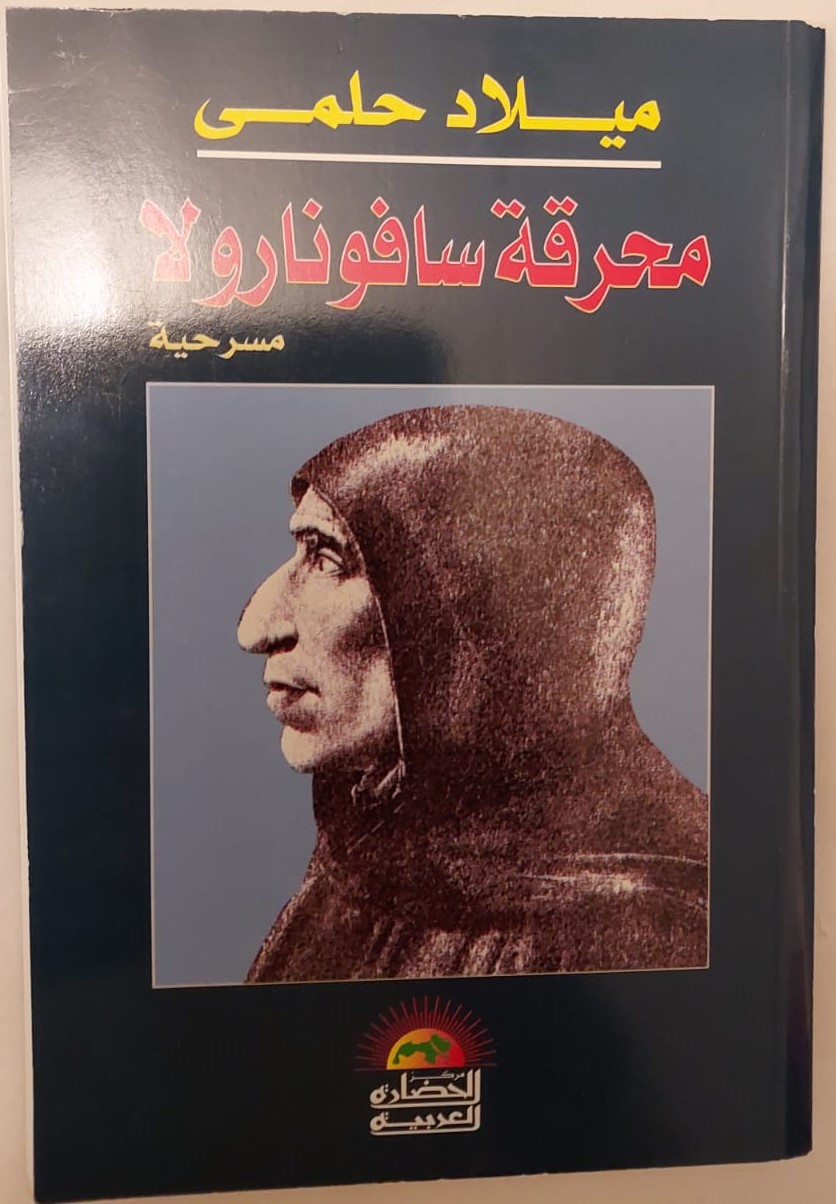 ميلاد حلمى
محرقة سافونارولا
مسرحية
مركز
الحضارة
العربية